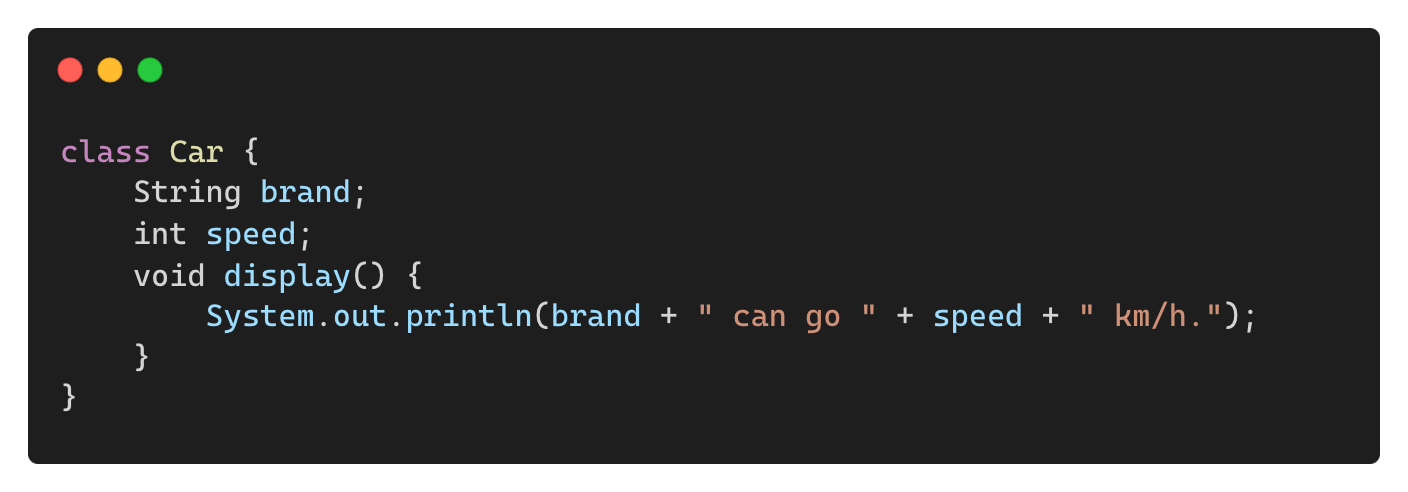 class Car {
    String brand;
    int speed;
    void display() {
        System.out.println(brand + " can go " + speed + " km/h.");
    }
}